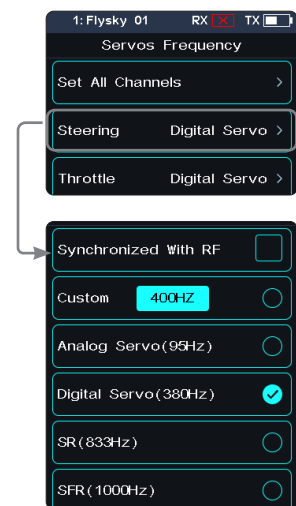 1: Flysky 01 RX TX
Servos Frequency
Set All Channels >
Steering Digital Servo >
Throttle Digital Servo >
Synchronized With RF
Custom 400HZ
Analog Servo(95Hz)
Digital Servo(380Hz)
SR(833Hz)
SFR(1000Hz)